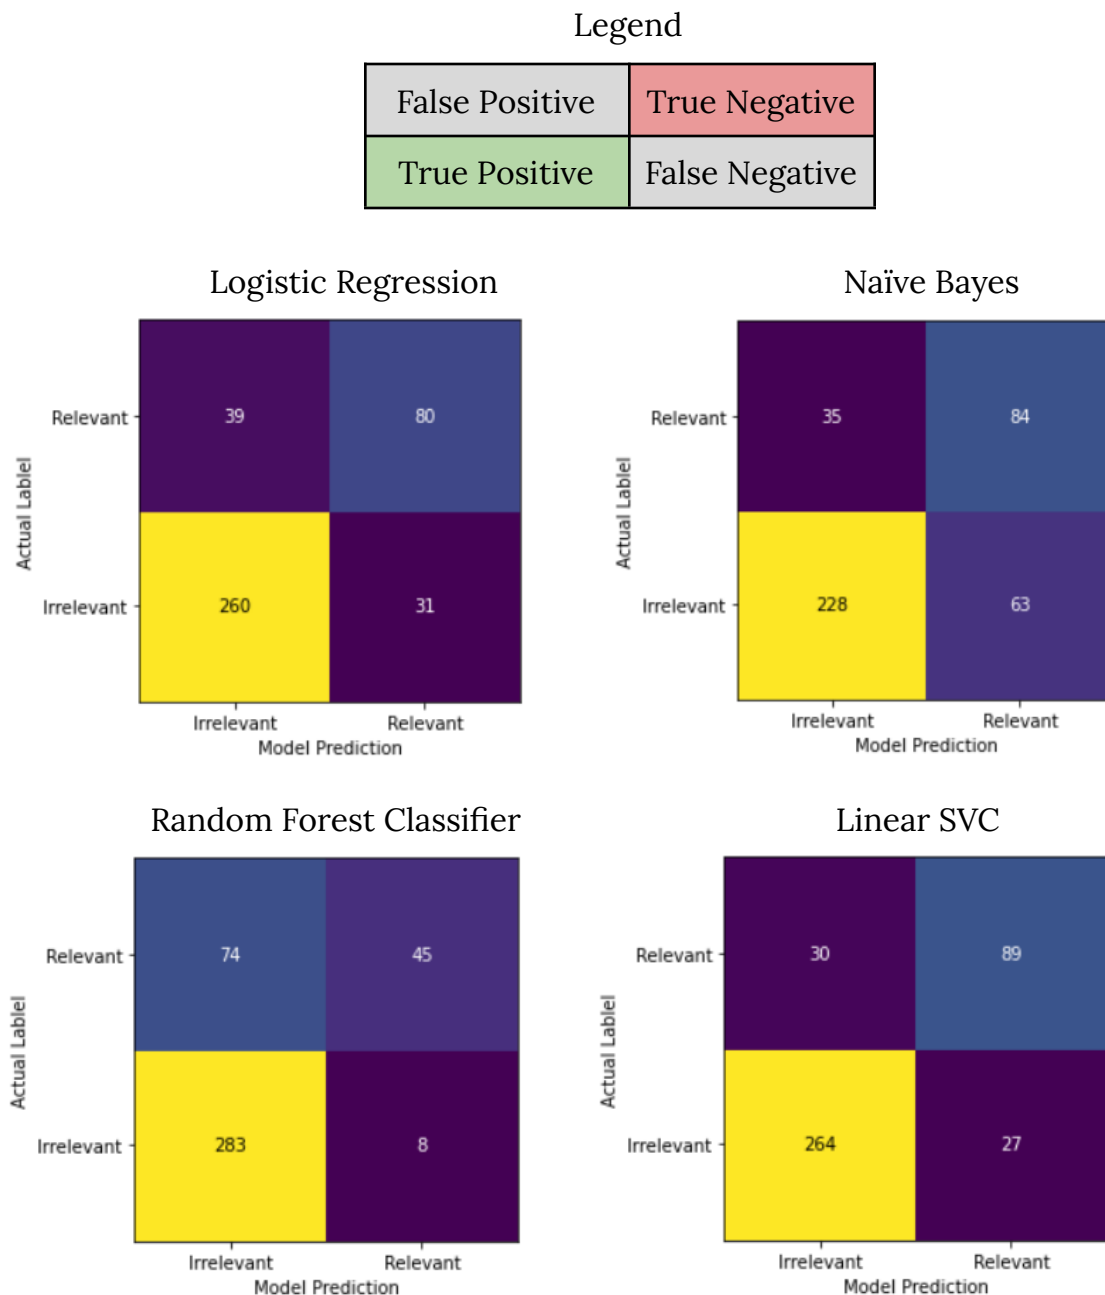 Legend
False Positive True Negative
True Positive False Negative
Logistic Regression
Relevant 39 80
Actual Lablel
Irrelevant 260 31
Irrelevant Relevant
Model Prediction
Naïve Bayes
Relevant 35 84
Actual Lablel
Irrelevant 228 63
Irrelevant Relevant
Model Prediction
Random Forest Classifier
Relevant 74 45
Actual Lablel
Irrelevant 283 8
Irrelevant Relevant
Model Prediction
Linear SVC
Relevant 30 89
Actual Lablel
Irrelevant 264 27
Irrelevant Relevant
Model Prediction